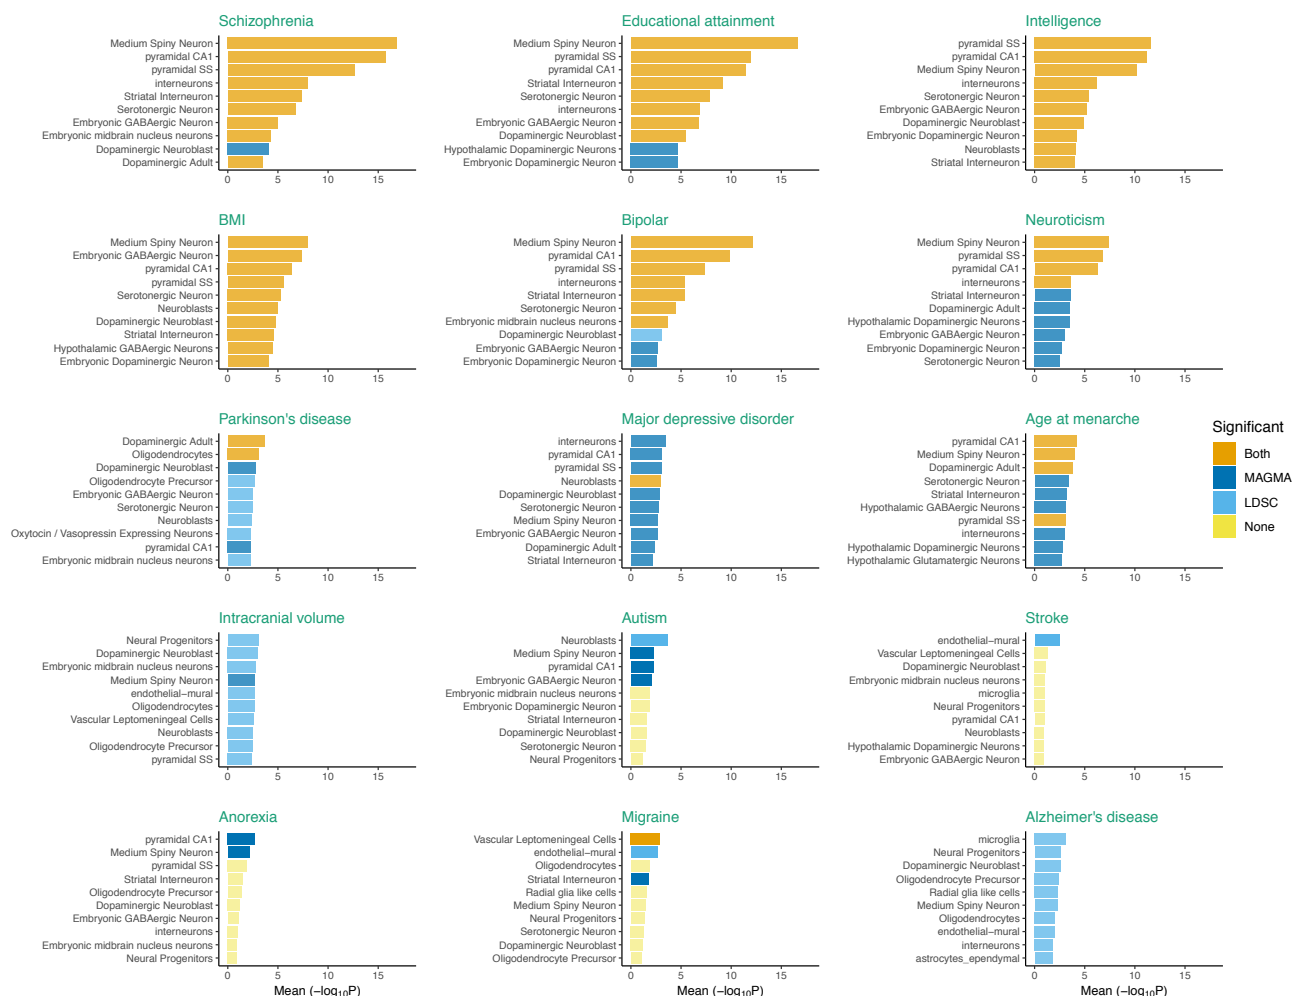 Schizophrenia
Medium Spiny Neuron
pyramidal CA1
pyramidal SS
interneurons
Striatal Interneuron
Serotonergic Neuron
Embryonic GABAergic Neuron
Embryonic midbrain nucleus neurons
Dopaminergic Neuroblast
Dopaminergic Adult
0 5 10 15
Educational attainment
Medium Spiny Neuron
pyramidal SS
pyramidal CA1
Striatal Interneuron
Serotonergic Neuron
interneurons
Embryonic GABAergic Neuron
Dopaminergic Neuroblast
Hypothalamic Dopaminergic Neurons
Embryonic Dopaminergic Neuron
0 5 10 15
Intelligence
pyramidal SS
pyramidal CA1
Medium Spiny Neuron
interneurons
Serotonergic Neuron
Embryonic GABAergic Neuron
Dopaminergic Neuroblast
Embryonic Dopaminergic Neuron
Neuroblasts
Striatal Interneuron
0 5 10 15
BMI
Medium Spiny Neuron
Embryonic GABAergic Neuron
pyramidal CA1
pyramidal SS
Serotonergic Neuron
Neuroblasts
Dopaminergic Neuroblast
Striatal Interneuron
Hypothalamic GABAergic Neurons
Embryonic Dopaminergic Neuron
0 5 10 15
Bipolar
Medium Spiny Neuron
pyramidal CA1
pyramidal SS
interneurons
Striatal Interneuron
Serotonergic Neuron
Embryonic midbrain nucleus neurons
Dopaminergic Neuroblast
Embryonic GABAergic Neuron
Embryonic Dopaminergic Neuron
0 5 10 15
Neuroticism
Medium Spiny Neuron
pyramidal SS
pyramidal CA1
interneurons
Striatal Interneuron
Dopaminergic Adult
Hypothalamic Dopaminergic Neurons
Embryonic GABAergic Neuron
Embryonic Dopaminergic Neuron
Serotonergic Neuron
0 5 10 15
Parkinson's disease
Dopaminergic Adult
Oligodendrocytes
Dopaminergic Neuroblast
Oligodendrocyte Precursor
Embryonic GABAergic Neuron
Serotonergic Neuron
Neuroblasts
Oxytocin / Vasopressin Expressing Neurons
pyramidal CA1
Embryonic midbrain nucleus neurons
0 5 10 15
Major depressive disorder
interneurons
pyramidal CA1
pyramidal SS
Neuroblasts
Dopaminergic Neuroblast
Serotonergic Neuron
Medium Spiny Neuron
Embryonic GABAergic Neuron
Dopaminergic Adult
Striatal Interneuron
0 5 10 15
Age at menarche
pyramidal CA1
Medium Spiny Neuron
Dopaminergic Adult
Serotonergic Neuron
Striatal Interneuron
Hypothalamic GABAergic Neurons
pyramidal SS
interneurons
Hypothalamic Dopaminergic Neurons
Hypothalamic Glutamatergic Neurons
0 5 10 15
Significant
Both
MAGMA
LDSC
None
Intracranial volume
Neural Progenitors
Dopaminergic Neuroblast
Embryonic midbrain nucleus neurons
Medium Spiny Neuron
endothelial−mural
Oligodendrocytes
Vascular Leptomeningeal Cells
Neuroblasts
Oligodendrocyte Precursor
pyramidal SS
0 5 10 15
Autism
Neuroblasts
Medium Spiny Neuron
pyramidal CA1
Embryonic GABAergic Neuron
Embryonic midbrain nucleus neurons
Embryonic Dopaminergic Neuron
Striatal Interneuron
Dopaminergic Neuroblast
Serotonergic Neuron
Neural Progenitors
0 5 10 15
Stroke
endothelial−mural
Vascular Leptomeningeal Cells
Dopaminergic Neuroblast
Embryonic midbrain nucleus neurons
microglia
Neural Progenitors
pyramidal CA1
Neuroblasts
Hypothalamic Dopaminergic Neurons
Embryonic GABAergic Neuron
0 5 10 15
Anorexia
pyramidal CA1
Medium Spiny Neuron
pyramidal SS
Striatal Interneuron
Oligodendrocyte Precursor
Dopaminergic Neuroblast
Embryonic GABAergic Neuron
interneurons
Embryonic midbrain nucleus neurons
Neural Progenitors
0 5 10 15
Mean (−log₁₀P)
Migraine
Vascular Leptomeningeal Cells
endothelial−mural
Oligodendrocytes
Striatal Interneuron
Radial glia like cells
Medium Spiny Neuron
Neural Progenitors
Serotonergic Neuron
Dopaminergic Neuroblast
Oligodendrocyte Precursor
0 5 10 15
Mean (−log₁₀P)
Alzheimer's disease
microglia
Neural Progenitors
Dopaminergic Neuroblast
Oligodendrocyte Precursor
Radial glia like cells
Medium Spiny Neuron
Oligodendrocytes
endothelial−mural
interneurons
astrocytes_ependymal
0 5 10 15
Mean (−log₁₀P)